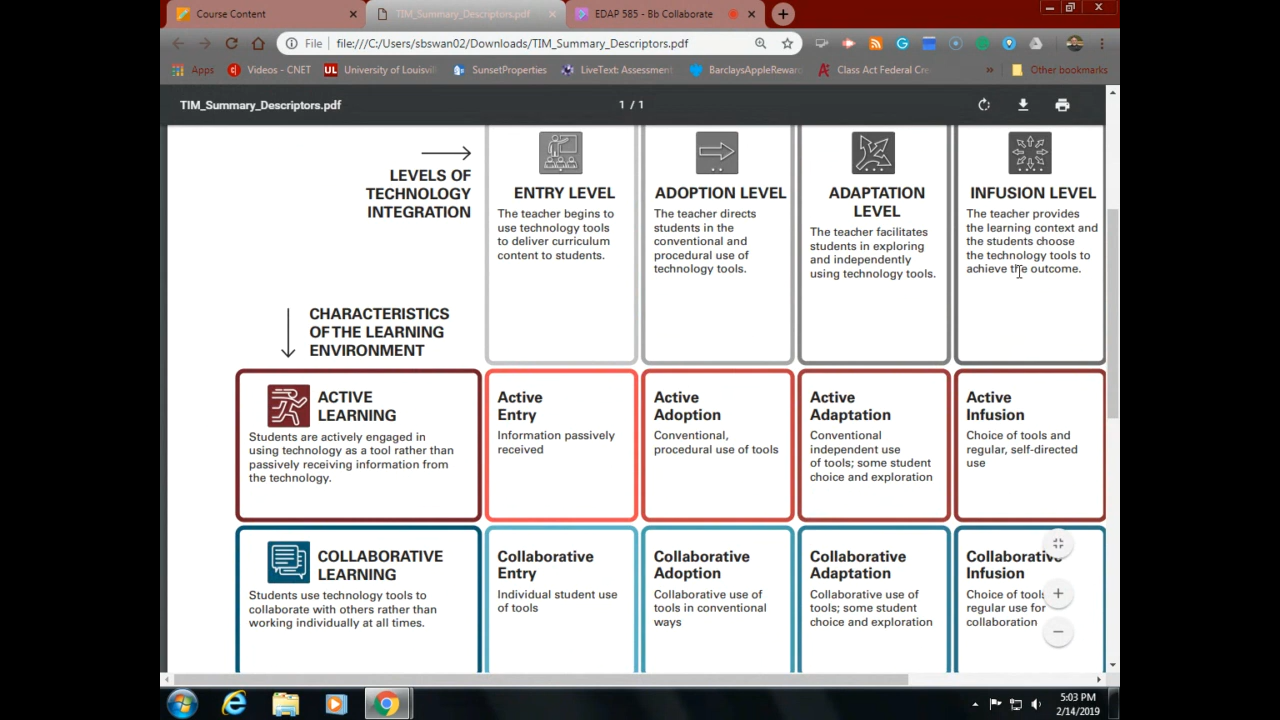 Course Content
TIM_Summary_Descriptors.pdf
EDAP 585 - Bb Collaborate
File
file:///C:/Users/sbswan02/Downloads/TIM_Summary_Descriptors.pdf
Apps
Videos - CNET
University of Louisvill
SunsetProperties
LiveText: Assessment
BarclaysAppleRewar
Class Act Federal Cre
»
Other bookmarks
TIM_Summary_Descriptors.pdf
1 / 1
LEVELS OF
TECHNOLOGY
INTEGRATION
CHARACTERISTICS
OF THE LEARNING
ENVIRONMENT
ENTRY LEVEL
The teacher begins to
use technology tools
to deliver curriculum
content to students.
ADOPTION LEVEL
The teacher directs
students in the
conventional and
procedural use of
technology tools.
ADAPTATION
LEVEL
The teacher facilitates
students in exploring
and independently
using technology tools.
INFUSION LEVEL
The teacher provides
the learning context and
the students choose
the technology tools to
achieve the outcome.
ACTIVE
LEARNING
Students are actively engaged in
using technology as a tool rather than
passively receiving information from
the technology.
Active
Entry
Information passively
received
Active
Adoption
Conventional,
procedural use of tools
Active
Adaptation
Conventional
independent use
of tools; some student
choice and exploration
Active
Infusion
Choice of tools and
regular, self-directed
use
COLLABORATIVE
LEARNING
Students use technology tools to
collaborate with others rather than
working individually at all times.
Collaborative
Entry
Individual student use
of tools
Collaborative
Adoption
Collaborative use of
tools in conventional
ways
Collaborative
Adaptation
Collaborative use of
tools; some student
choice and exploration
Collaborative
Infusion
Choice of tools
regular use for
collaboration
5:03 PM
2/14/2019